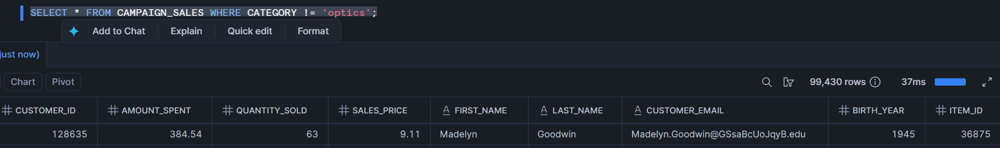 SELECT * FROM CAMPAIGN_SALES WHERE CATEGORY != 'optics';
Add to Chat Explain Quick edit Format
just now)
Chart Pivot 99,430 rows 37ms
CUSTOMER_ID AMOUNT_SPENT QUANTITY_SOLD SALES_PRICE FIRST_NAME LAST_NAME CUSTOMER_EMAIL BIRTH_YEAR ITEM_ID
128635 384.54 63 9.11 Madelyn Goodwin Madelyn.Goodwin@GSsaBcUoJqyB.edu 1945 36875